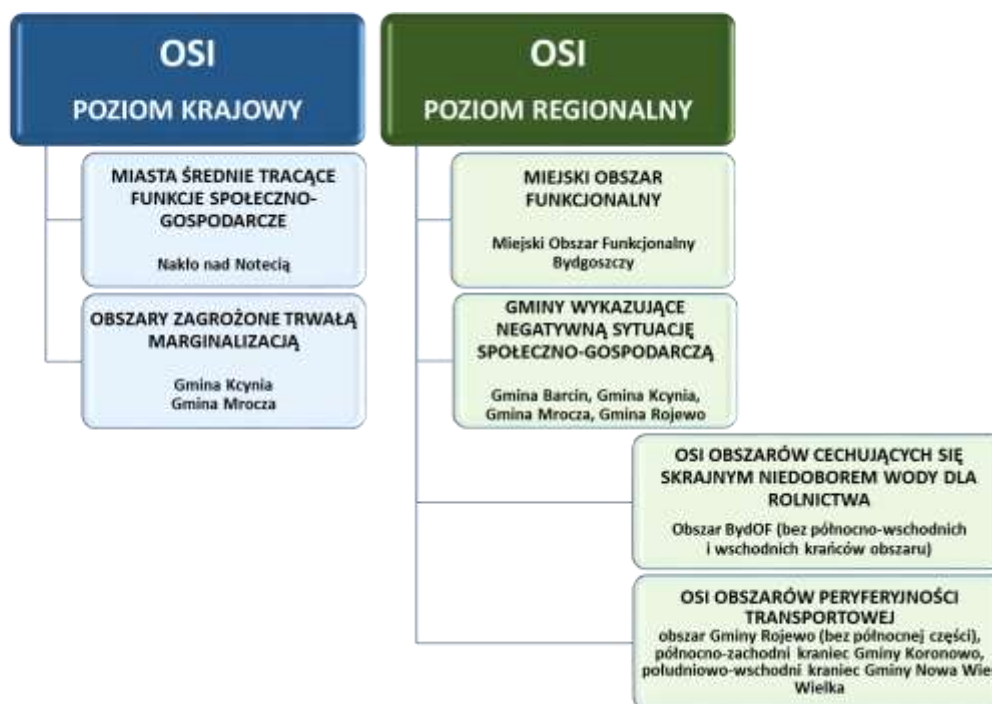 OSI
POZIOM KRAJOWY
MIASTA ŚREDNIE TRACĄCE
FUNKCJE SPOŁECZNO-
GOSPODARCZE
Nakło nad Notecią
OBSZARY ZAGROŻONE TRWAŁĄ
MARGINALIZACJĄ
Gmina Kcynia
Gmina Mrocza
OSI
POZIOM REGIONALNY
MIEJSKI OBSZAR
FUNKCJONALNY
Miejski Obszar Funkcjonalny
Bydgoszczy
GMINY WYKAZUJĄCE
NEGATYWNĄ SYTUACJĘ
SPOŁECZNO-GOSPODARCZĄ
Gmina Barcin, Gmina Kcynia,
Gmina Mrocza, Gmina Rojewo
OSI OBSZARÓW CECHUJĄCYCH SIĘ
SKRAJNYM NIEDOBOREM WODY DLA
ROLNICTWA
Obszar BydOF (bez północno-wschodnich
i wschodnich krańców obszaru)
OSI OBSZARÓW PERYFERYJNOŚCI
TRANSPORTOWEJ
obszar Gminy Rojewo (bez północnej części),
północno-zachodni kraniec Gminy Koronowo,
południowo-wschodni kraniec Gminy Nowa Wieś
Wielka